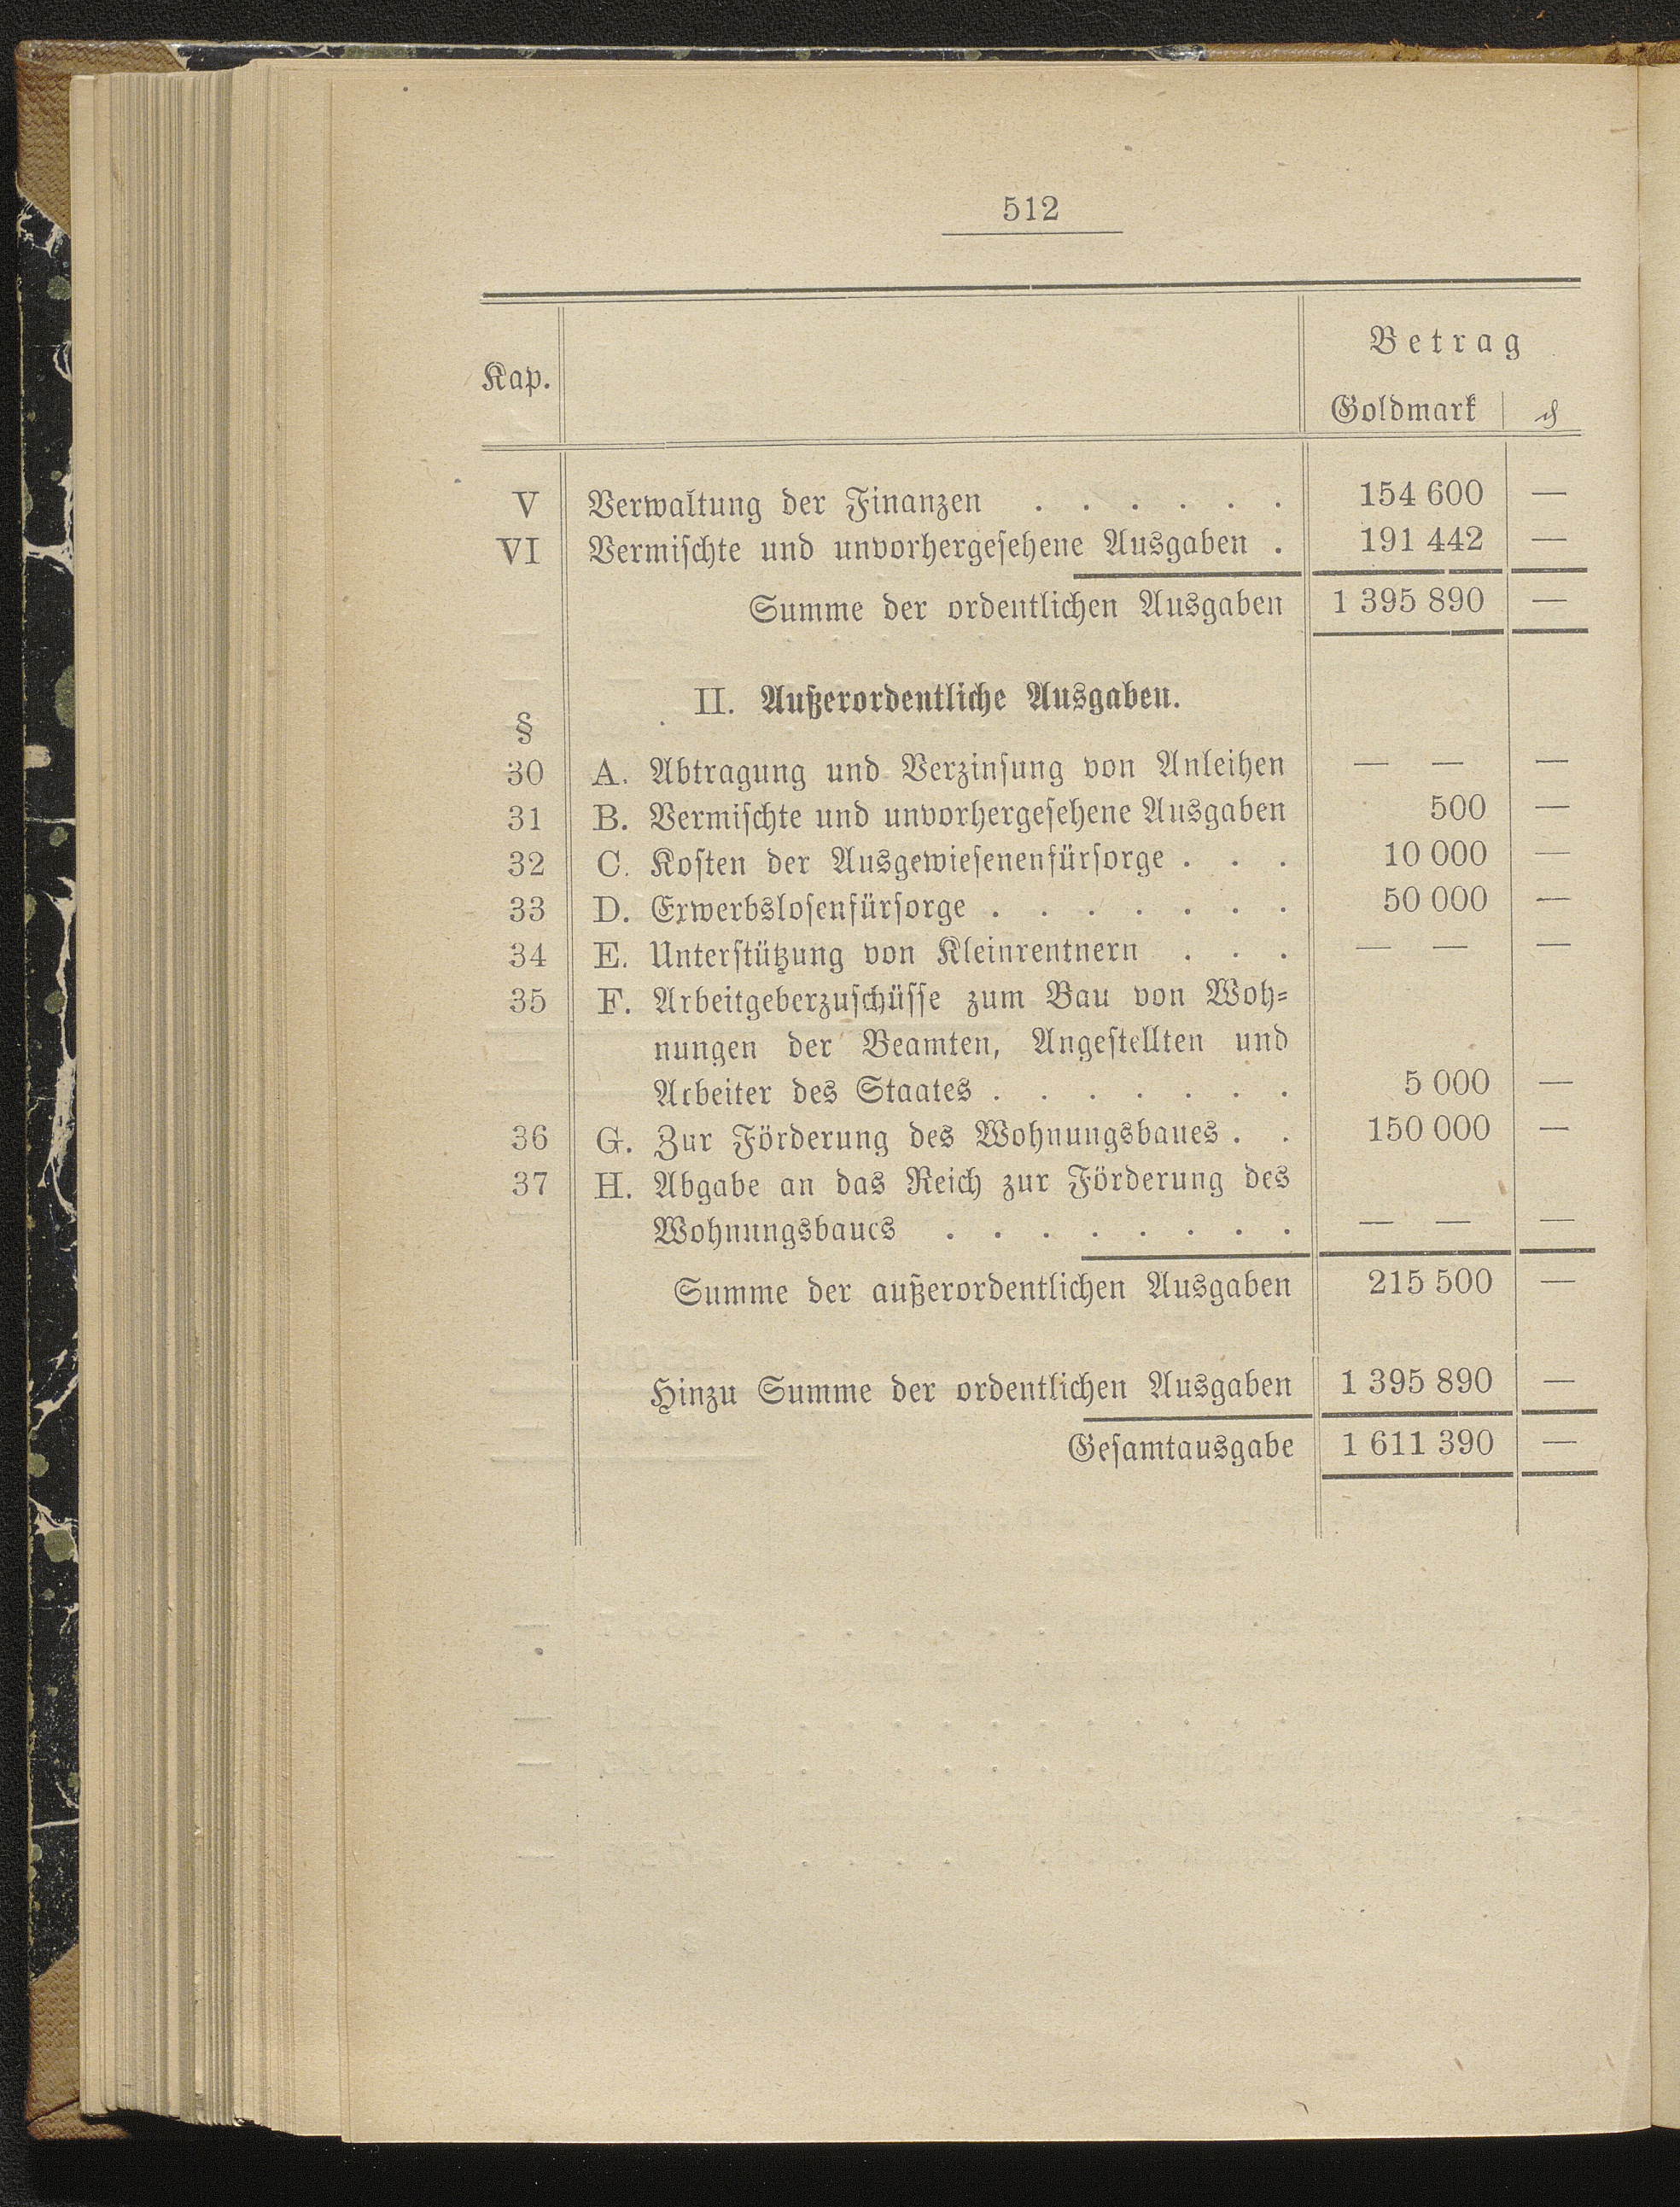 512
Kap.
Betrag
Goldmark ₰
V Verwaltung der Finanzen . . . . . . 154 600 —
VI Vermischte und unvorhergesehene Ausgaben . 191 442 —
Summe der ordentlichen Ausgaben 1 395 890 —
II. Außerordentliche Ausgaben.
§
30 A. Abtragung und Verzinsung von Anleihen — — —
31 B. Vermischte und unvorhergesehene Ausgaben 500 —
32 C. Kosten der Ausgewiesenenfürsorge . . . 10 000 —
33 D. Erwerbslosenfürsorge . . . . . . . 50 000 —
34 E. Unterstützung von Kleinrentnern . . . — — —
35 F. Arbeitgeberzuschüsse zum Bau von Woh-
nungen der Beamten, Angestellten und
Arbeiter des Staates . . . . . . . 5 000 —
36 G. Zur Förderung des Wohnungsbaues . . 150 000 —
37 H. Abgabe an das Reich zur Förderung des
Wohnungsbaues . . . . . . . . — — —
Summe der außerordentlichen Ausgaben 215 500 —
Hinzu Summe der ordentlichen Ausgaben 1 395 890 —
Gesamtausgabe 1 611 390 —